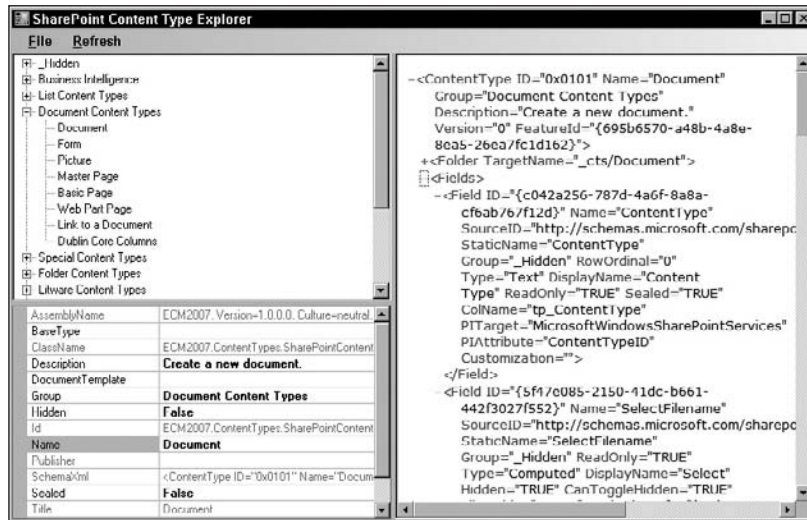 SharePoint Content Type Explorer
File Refresh
_Hidden
Business Intelligence
List Content Types
Document Content Types
Document
Form
Picture
Master Page
Basic Page
Web Part Page
Link to a Document
Dublin Core Columns
Special Content Types
Folder Content Types
Litware Content Types
AssemblyName ECM2007. Version=1.0.0.0. Culture=neutral.
BaseType
ClassName ECM2007.ContentTypes.SharePointContent
Description Create a new document.
DocumentTemplate
Group Document Content Types
Hidden False
Id ECM2007.ContentTypes.SharePointContent
Name Document
Publisher
SchemaXml <ContentType ID="0x0101" Name="Docum
Sealed False
Title Document
-<ContentType ID="0x0101" Name="Document"
Group="Document Content Types"
Description="Create a new document."
Version="0" FeatureId="{695b6570-a48b-4a8e-
8ea5-26ea7fc1d162}">
+<Folder TargetName="_cts/Document">
-<Fields>
-<Field ID="{c042a256-787d-4a6f-8a8a-
cf6ab767f12d}" Name="ContentType"
SourceID="http://schemas.microsoft.com/sharepo
StaticName="ContentType"
Group="_Hidden" RowOrdinal="0"
Type="Text" DisplayName="Content
Type" ReadOnly="TRUE" Sealed="TRUE"
ColName="tp_ContentType"
PITarget="MicrosoftWindowsSharePointServices"
PIAttribute="ContentTypeID"
Customization="">
</Field>
-<Field ID="{5f47e085-2150-41dc-b661-
442f3027f552}" Name="SelectFilename"
SourceID="http://schemas.microsoft.com/sharepo
StaticName="SelectFilename"
Group="_Hidden" ReadOnly="TRUE"
Type="Computed" DisplayName="Select"
Hidden="TRUE" CanToggleHidden="TRUE"